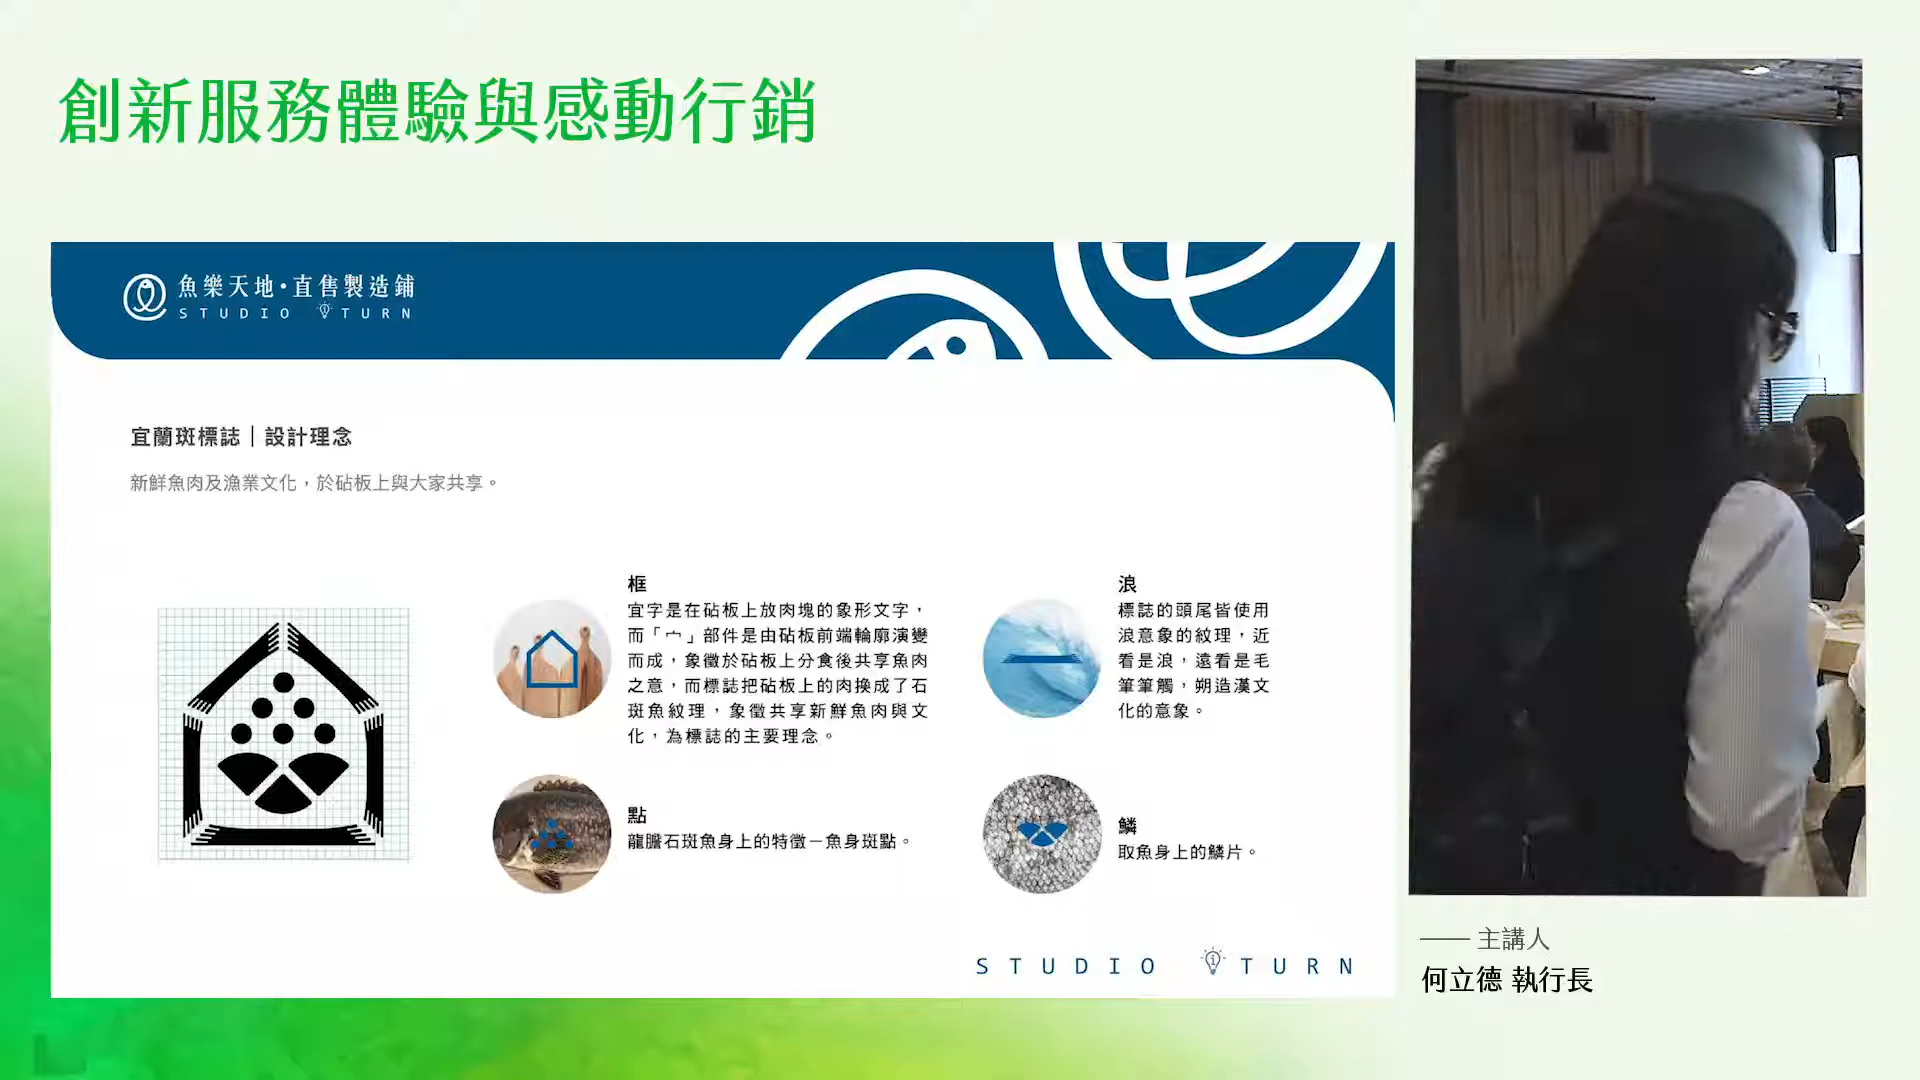 創新服務體驗與感動行銷
魚樂天地・直售製造鋪
STUDIO TURN
宜蘭斑標誌｜設計理念
新鮮魚肉及漁業文化，於砧板上與大家共享。
框
宜字是在砧板上放肉塊的象形文字，
而「宀」部件是由砧板前端輪廓演變
而成，象徵於砧板上分食後共享魚肉
之意，而標誌把砧板上的肉換成了石
斑魚紋理，象徵共享新鮮魚肉與文
化，為標誌的主要理念。
點
龍膽石斑魚身上的特徵－魚身斑點。
浪
標誌的頭尾皆使用
浪意象的紋理，近
看是浪，遠看是毛
筆筆觸，朔造漢文
化的意象。
鱗
取魚身上的鱗片。
STUDIO iTURN
主講人
何立德 執行長